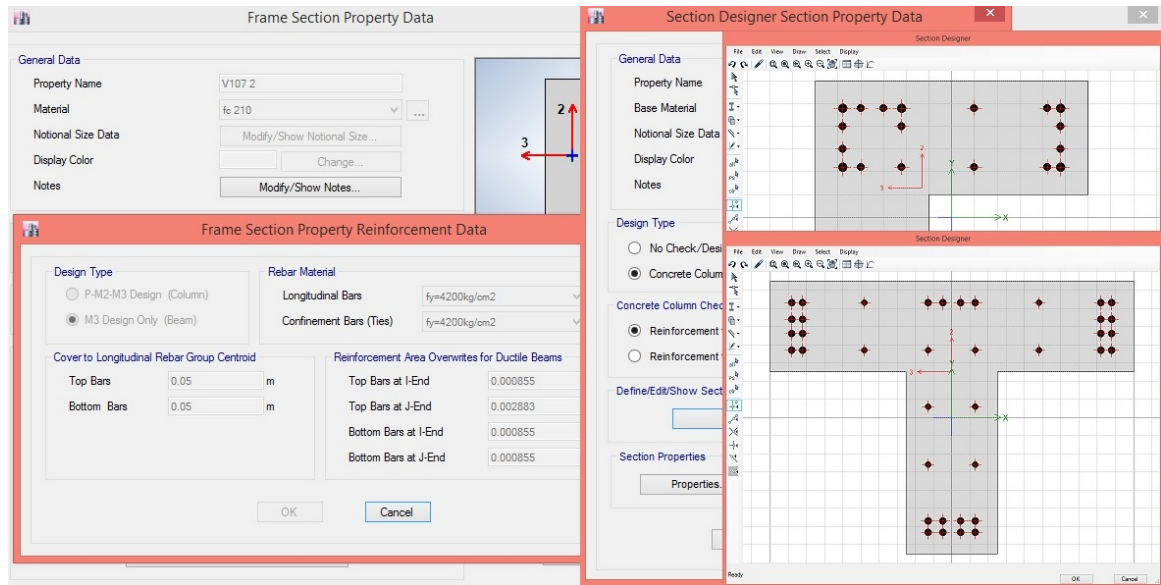 Frame Section Property Data
General Data
Property Name
V107 2
Material
fc 210
...
Notional Size Data
Modify/Show Notional Size...
Display Color
Change...
Notes
Modify/Show Notes...
2
3
Frame Section Property Reinforcement Data
Design Type
P-M2-M3 Design (Column)
M3 Design Only (Beam)
Rebar Material
Longitudinal Bars
fy=4200kg/cm2
Confinement Bars (Ties)
fy=4200kg/cm2
Cover to Longitudinal Rebar Group Centroid
Top Bars
0.05
m
Bottom Bars
0.05
m
Reinforcement Area Overwrites for Ductile Beams
Top Bars at I-End
0.000855
Top Bars at J-End
0.002883
Bottom Bars at I-End
0.000855
Bottom Bars at J-End
0.000855
OK
Cancel
Section Designer Section Property Data
General Data
Property Name
Base Material
Notional Size Data
Display Color
Notes
Design Type
No Check/Desi
Concrete Colum
Concrete Column Chec
Reinforcement
Reinforcement
Define/Edit/Show Sect
Section Properties
Properties.
Section Designer
File Edit View Draw Select Display
2
3
Y
X
Section Designer
File Edit View Draw Select Display
2
3
Y
X
Ready
OK
Cancel